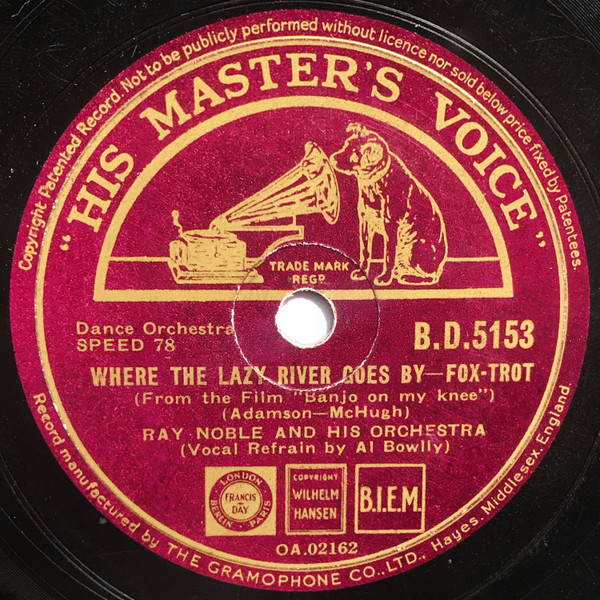 Copyright Patented Record. Not to be publicly performed without licence nor sold below price fixed by Patentees.
"HIS MASTER'S VOICE"
TRADE MARK
REGD.
Dance Orchestra
SPEED 78
B.D.5153
WHERE THE LAZY RIVER GOES BY—FOX-TROT
(From the Film "Banjo on my knee")
(Adamson—McHugh)
RAY NOBLE AND HIS ORCHESTRA
(Vocal Refrain by Al Bowlly)
LONDON
FRANCIS
DAY
BERLIN · PARIS
COPYRIGHT
WILHELM
HANSEN
B.I.E.M.
OA.02162
Record manufactured by THE GRAMOPHONE CO., LTD., Hayes. Middlesex. England.